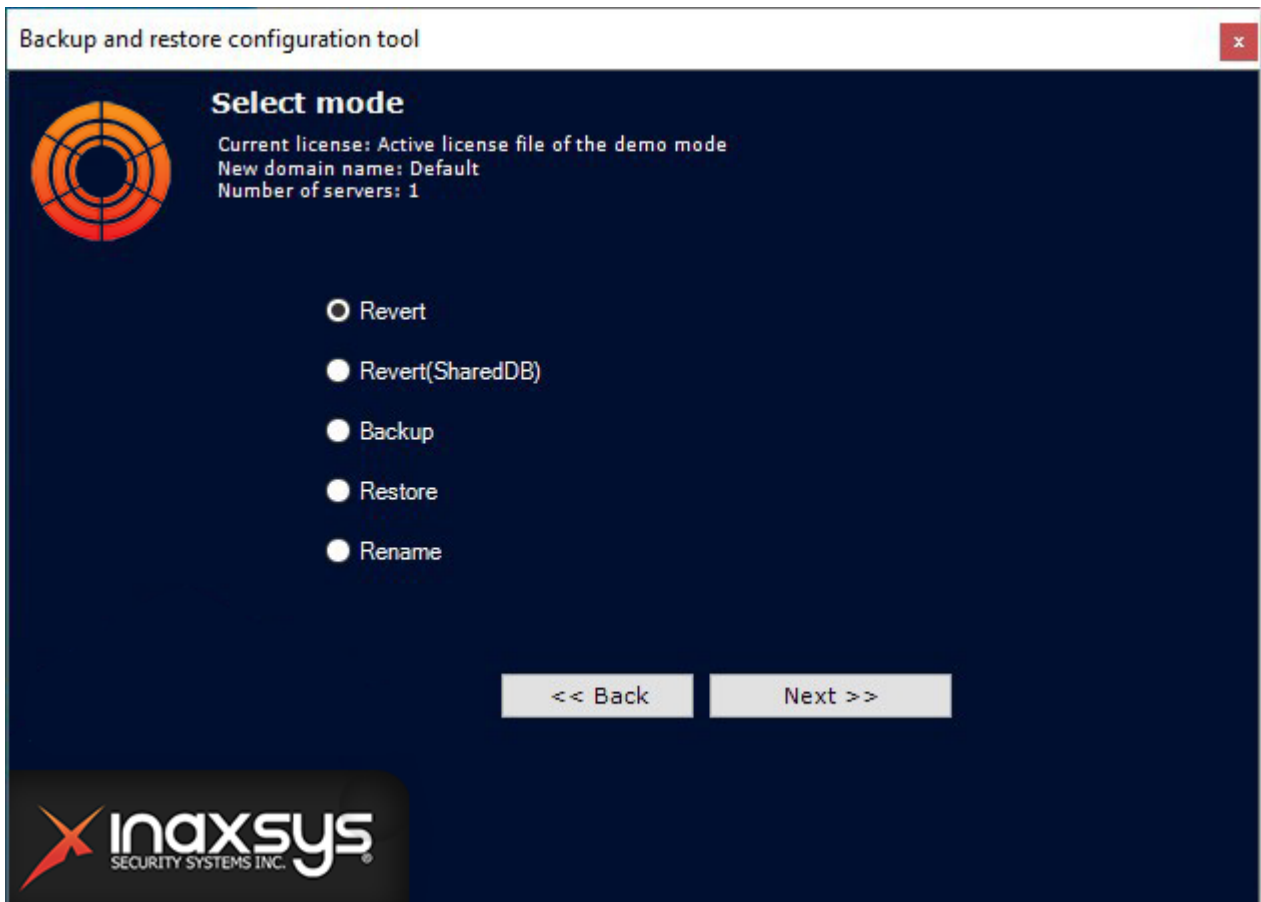 Backup and restore configuration tool
x
Select mode
Current license: Active license file of the demo mode
New domain name: Default
Number of servers: 1
Revert
Revert(SharedDB)
Backup
Restore
Rename
<< Back
Next >>
ınaxsys
SECURITY SYSTEMS INC.®